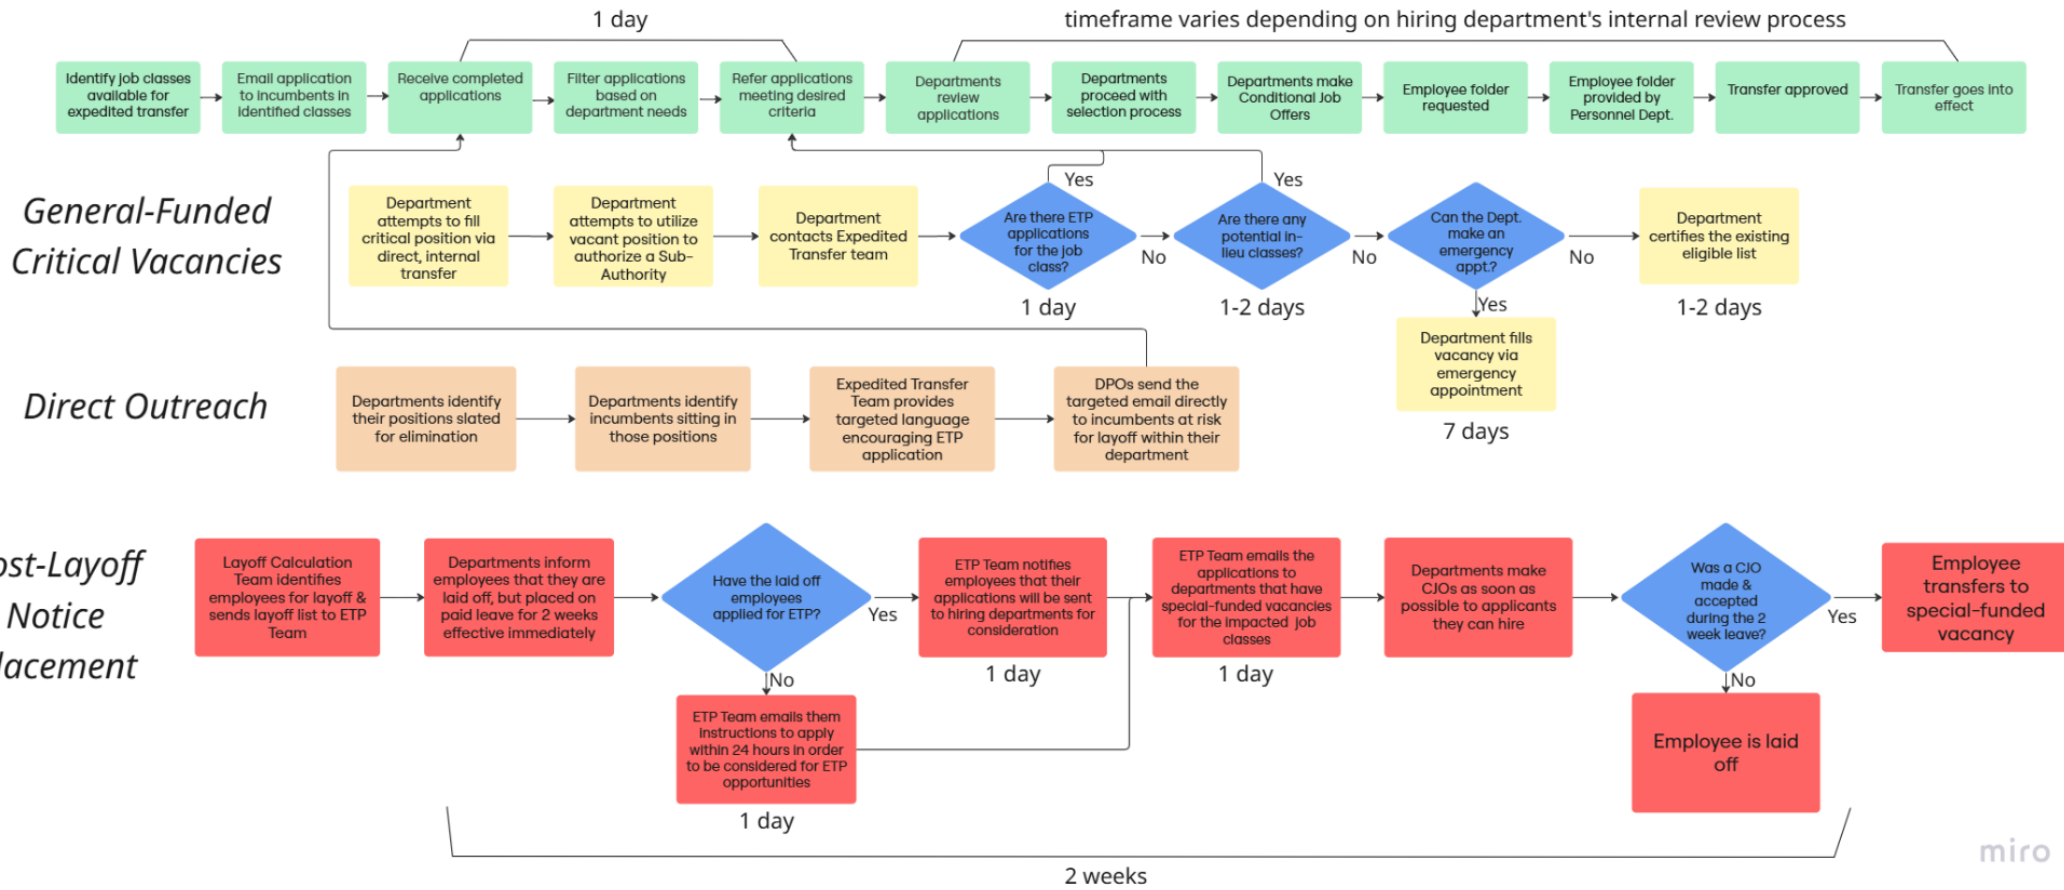 1 day
timeframe varies depending on hiring department's internal review process
Identify job classes
available for
expedited transfer
Email application
to incumbents in
identified classes
Receive completed
applications
Filter applications
based on
department needs
Refer applications
meeting desired
criteria
Departments
review
applications
Departments
proceed with
selection process
Departments make
Conditional Job
Offers
Employee folder
requested
Employee folder
provided by
Personnel Dept.
Transfer approved
Transfer goes into
effect
General-Funded
Critical Vacancies
Department
attempts to fill
critical position via
direct, internal
transfer
Department
attempts to utilize
vacant position to
authorize a Sub-
Authority
Department
contacts Expedited
Transfer team
Are there ETP
applications
for the job
class?
Yes
No
1 day
Are there any
potential in-
lieu classes?
Yes
No
1-2 days
Can the Dept.
make an
emergency
appt.?
No
Yes
Department
certifies the existing
eligible list
1-2 days
Department fills
vacancy via
emergency
appointment
7 days
Direct Outreach
Departments identify
their positions slated
for elimination
Departments identify
incumbents sitting in
those positions
Expedited Transfer
Team provides
targeted language
encouraging ETP
application
DPOs send the
targeted email directly
to incumbents at risk
for layoff within their
department
ost-Layoff
Notice
lacement
Layoff Calculation
Team identifies
employees for layoff &
sends layoff list to ETP
Team
Departments inform
employees that they are
laid off, but placed on
paid leave for 2 weeks
effective immediately
Have the laid off
employees
applied for ETP?
Yes
No
ETP Team notifies
employees that their
applications will be sent
to hiring departments for
consideration
1 day
ETP Team emails the
applications to
departments that have
special-funded vacancies
for the impacted job
classes
1 day
Departments make
CJOs as soon as
possible to applicants
they can hire
Was a CJO
made &
accepted
during the 2
week leave?
Yes
No
Employee
transfers to
special-funded
vacancy
ETP Team emails them
instructions to apply
within 24 hours in order
to be considered for ETP
opportunities
1 day
Employee is laid
off
2 weeks
miro